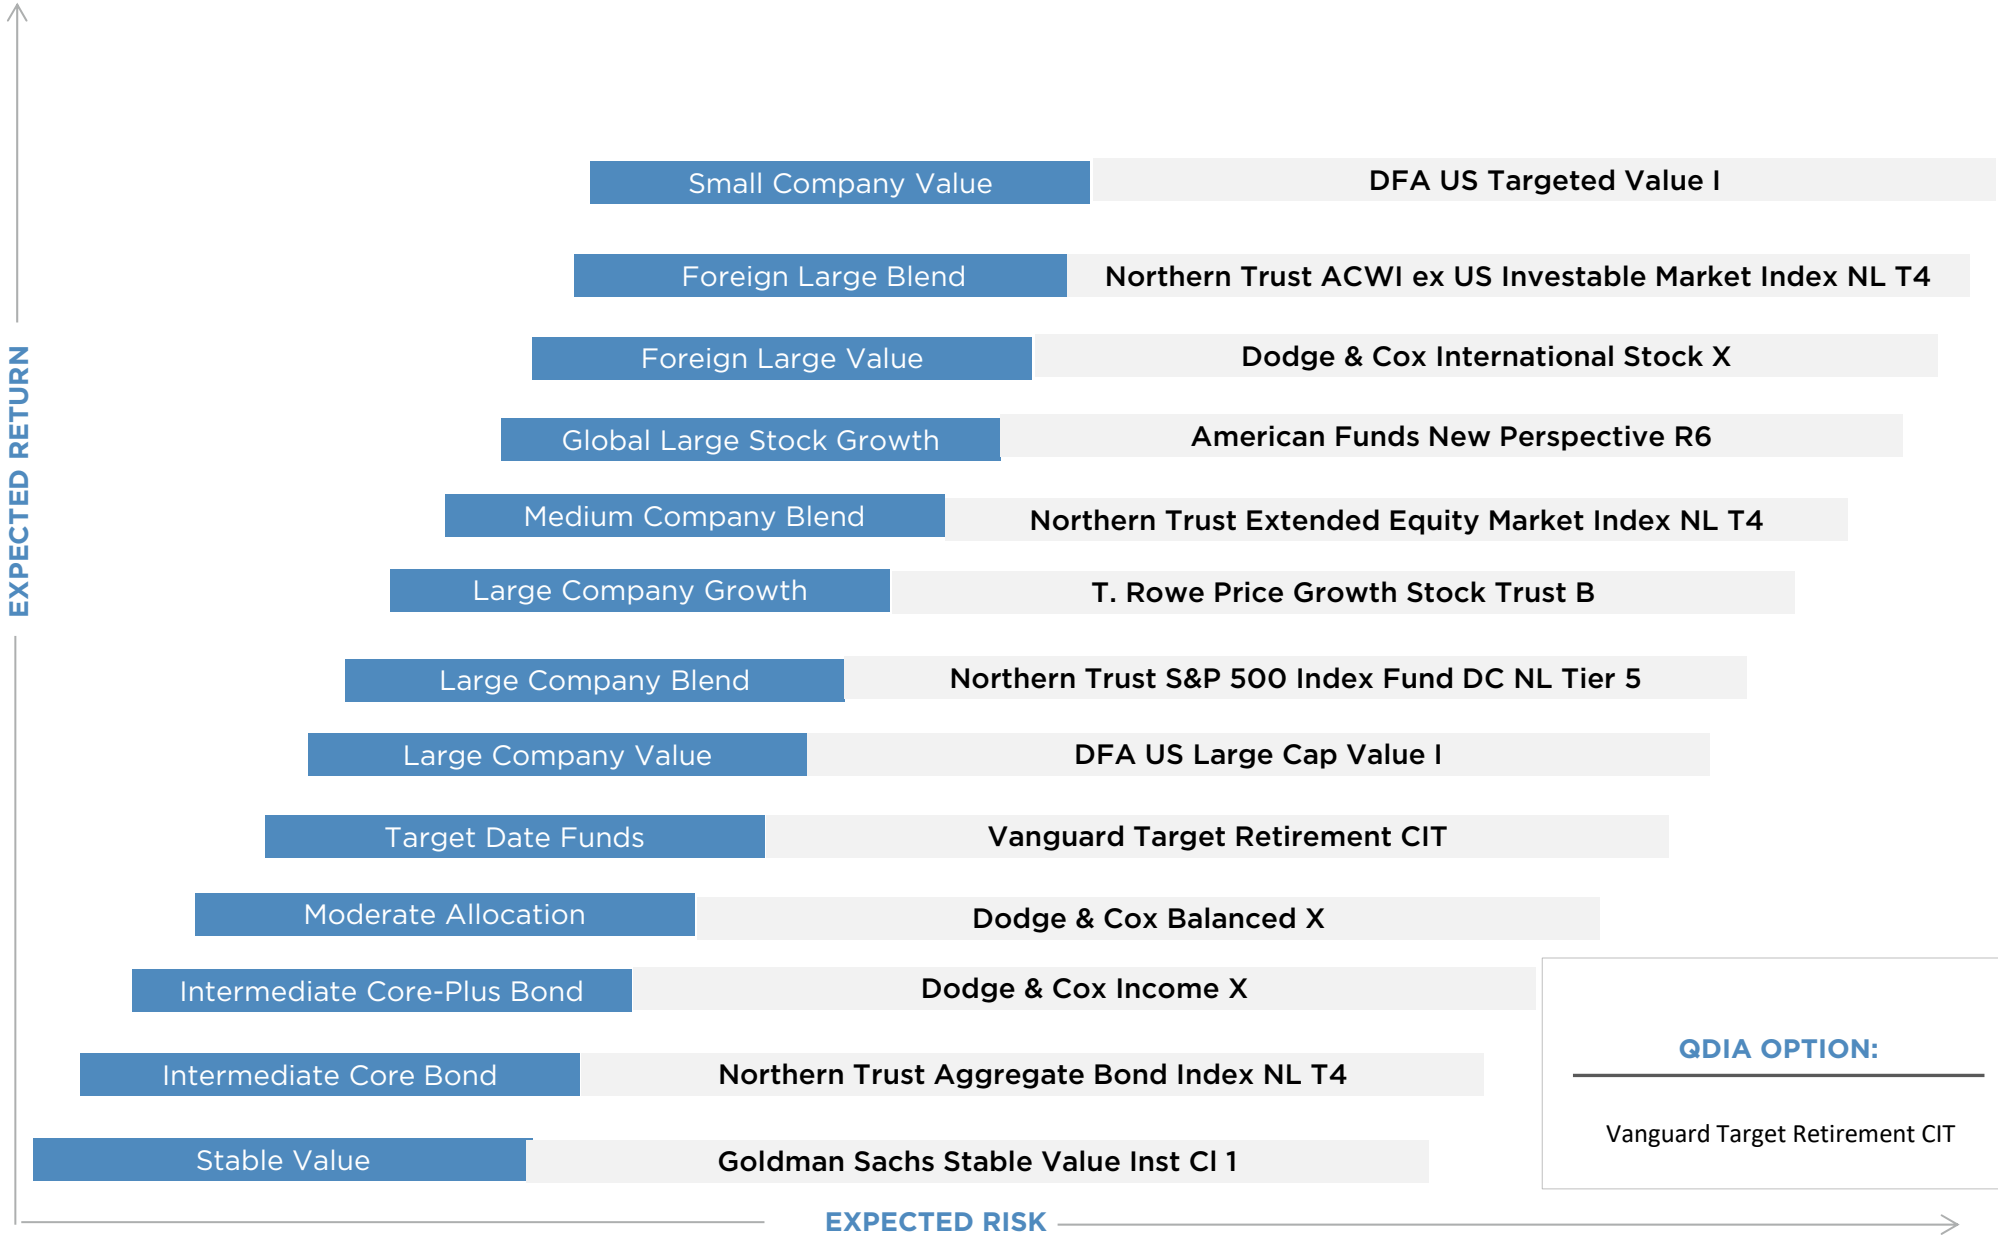 EXPECTED RETURN
Small Company Value DFA US Targeted Value I
Foreign Large Blend Northern Trust ACWI ex US Investable Market Index NL T4
Foreign Large Value Dodge & Cox International Stock X
Global Large Stock Growth American Funds New Perspective R6
Medium Company Blend Northern Trust Extended Equity Market Index NL T4
Large Company Growth T. Rowe Price Growth Stock Trust B
Large Company Blend Northern Trust S&P 500 Index Fund DC NL Tier 5
Large Company Value DFA US Large Cap Value I
Target Date Funds Vanguard Target Retirement CIT
Moderate Allocation Dodge & Cox Balanced X
Intermediate Core-Plus Bond Dodge & Cox Income X
Intermediate Core Bond Northern Trust Aggregate Bond Index NL T4
Stable Value Goldman Sachs Stable Value Inst Cl 1
QDIA OPTION:
Vanguard Target Retirement CIT
EXPECTED RISK